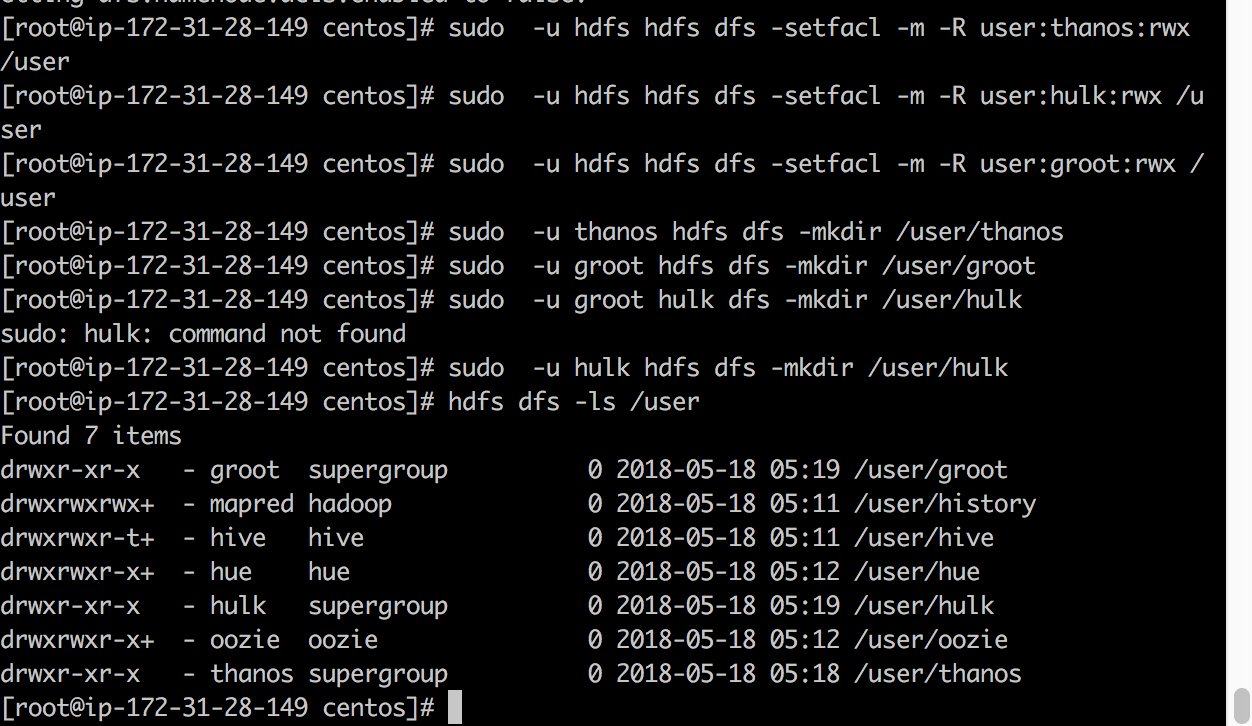 etting dfs.namenode.acls.enabled to false.
[root@ip-172-31-28-149 centos]# sudo  -u hdfs hdfs dfs -setfacl -m -R user:thanos:rwx
/user
[root@ip-172-31-28-149 centos]# sudo  -u hdfs hdfs dfs -setfacl -m -R user:hulk:rwx /u
ser
[root@ip-172-31-28-149 centos]# sudo  -u hdfs hdfs dfs -setfacl -m -R user:groot:rwx /
user
[root@ip-172-31-28-149 centos]# sudo  -u thanos hdfs dfs -mkdir /user/thanos
[root@ip-172-31-28-149 centos]# sudo  -u groot hdfs dfs -mkdir /user/groot
[root@ip-172-31-28-149 centos]# sudo  -u groot hulk dfs -mkdir /user/hulk
sudo: hulk: command not found
[root@ip-172-31-28-149 centos]# sudo  -u hulk hdfs dfs -mkdir /user/hulk
[root@ip-172-31-28-149 centos]# hdfs dfs -ls /user
Found 7 items
drwxr-xr-x   - groot  supergroup          0 2018-05-18 05:19 /user/groot
drwxrwxrwx+  - mapred hadoop              0 2018-05-18 05:11 /user/history
drwxrwxr-t+  - hive   hive                0 2018-05-18 05:11 /user/hive
drwxrwxr-x+  - hue    hue                 0 2018-05-18 05:12 /user/hue
drwxr-xr-x   - hulk   supergroup          0 2018-05-18 05:19 /user/hulk
drwxrwxr-x+  - oozie  oozie               0 2018-05-18 05:12 /user/oozie
drwxr-xr-x   - thanos supergroup          0 2018-05-18 05:18 /user/thanos
[root@ip-172-31-28-149 centos]#